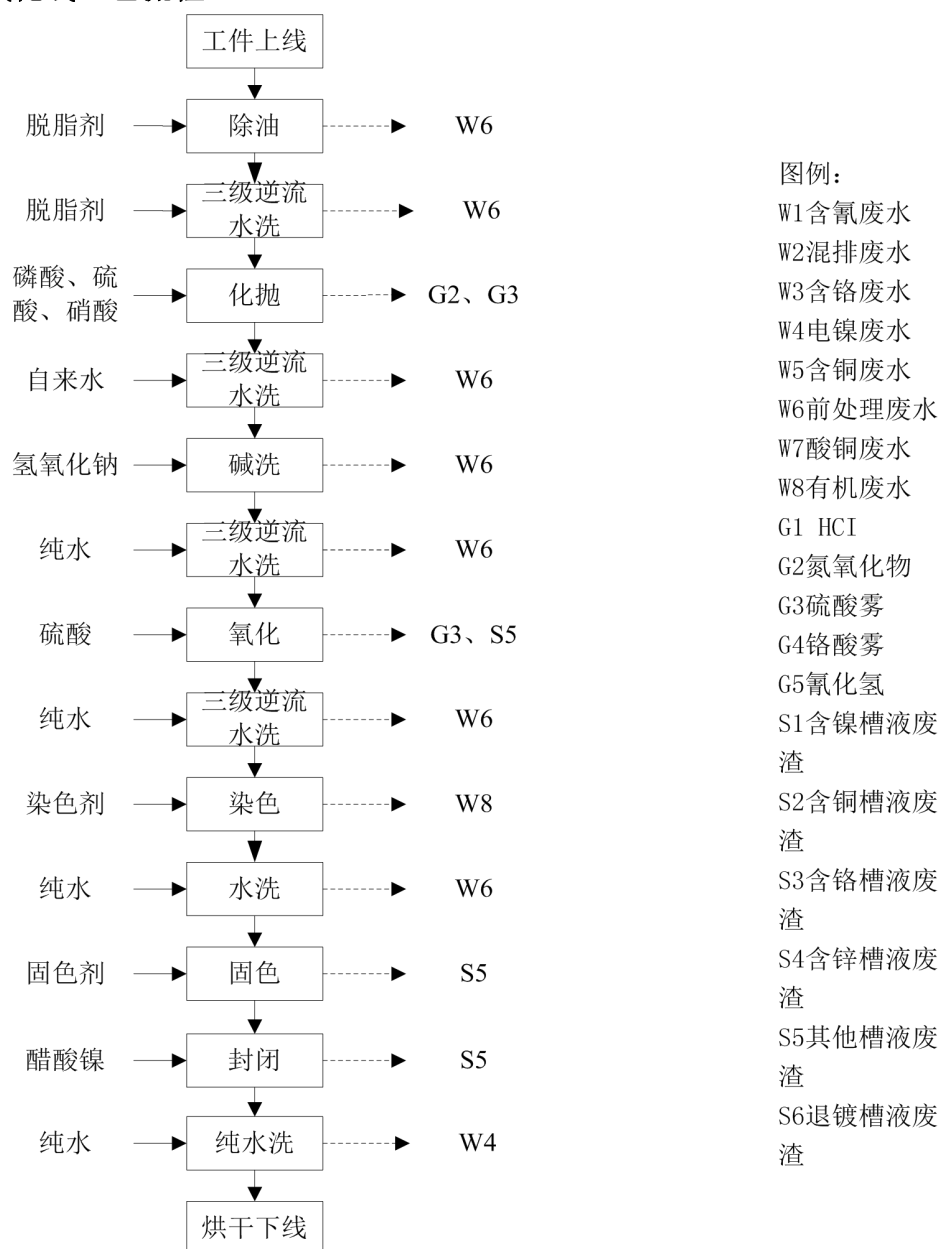 工件上线
脱脂剂
除油
W6
脱脂剂
三级逆流
水洗
W6
磷酸、硫
酸、硝酸
化抛
G2、G3
自来水
三级逆流
水洗
W6
氢氧化钠
碱洗
W6
纯水
三级逆流
水洗
W6
硫酸
氧化
G3、S5
纯水
三级逆流
水洗
W6
染色剂
染色
W8
纯水
水洗
W6
固色剂
固色
S5
醋酸镍
封闭
S5
纯水
纯水洗
W4
烘干下线
图例：
W1含氰废水
W2混排废水
W3含铬废水
W4电镍废水
W5含铜废水
W6前处理废水
W7酸铜废水
W8有机废水
G1 HCI
G2氮氧化物
G3硫酸雾
G4铬酸雾
G5氰化氢
S1含镍槽液废
渣
S2含铜槽液废
渣
S3含铬槽液废
渣
S4含锌槽液废
渣
S5其他槽液废
渣
S6退镀槽液废
渣